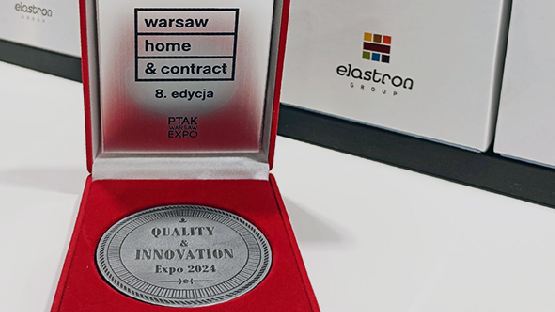 elastron
GROUP
warsaw
home
& contract
8. edycja
PTAK
WARSAW
EXPO
elastron
GROUP
QUALITY
&
INNOVATION
Expo 2024